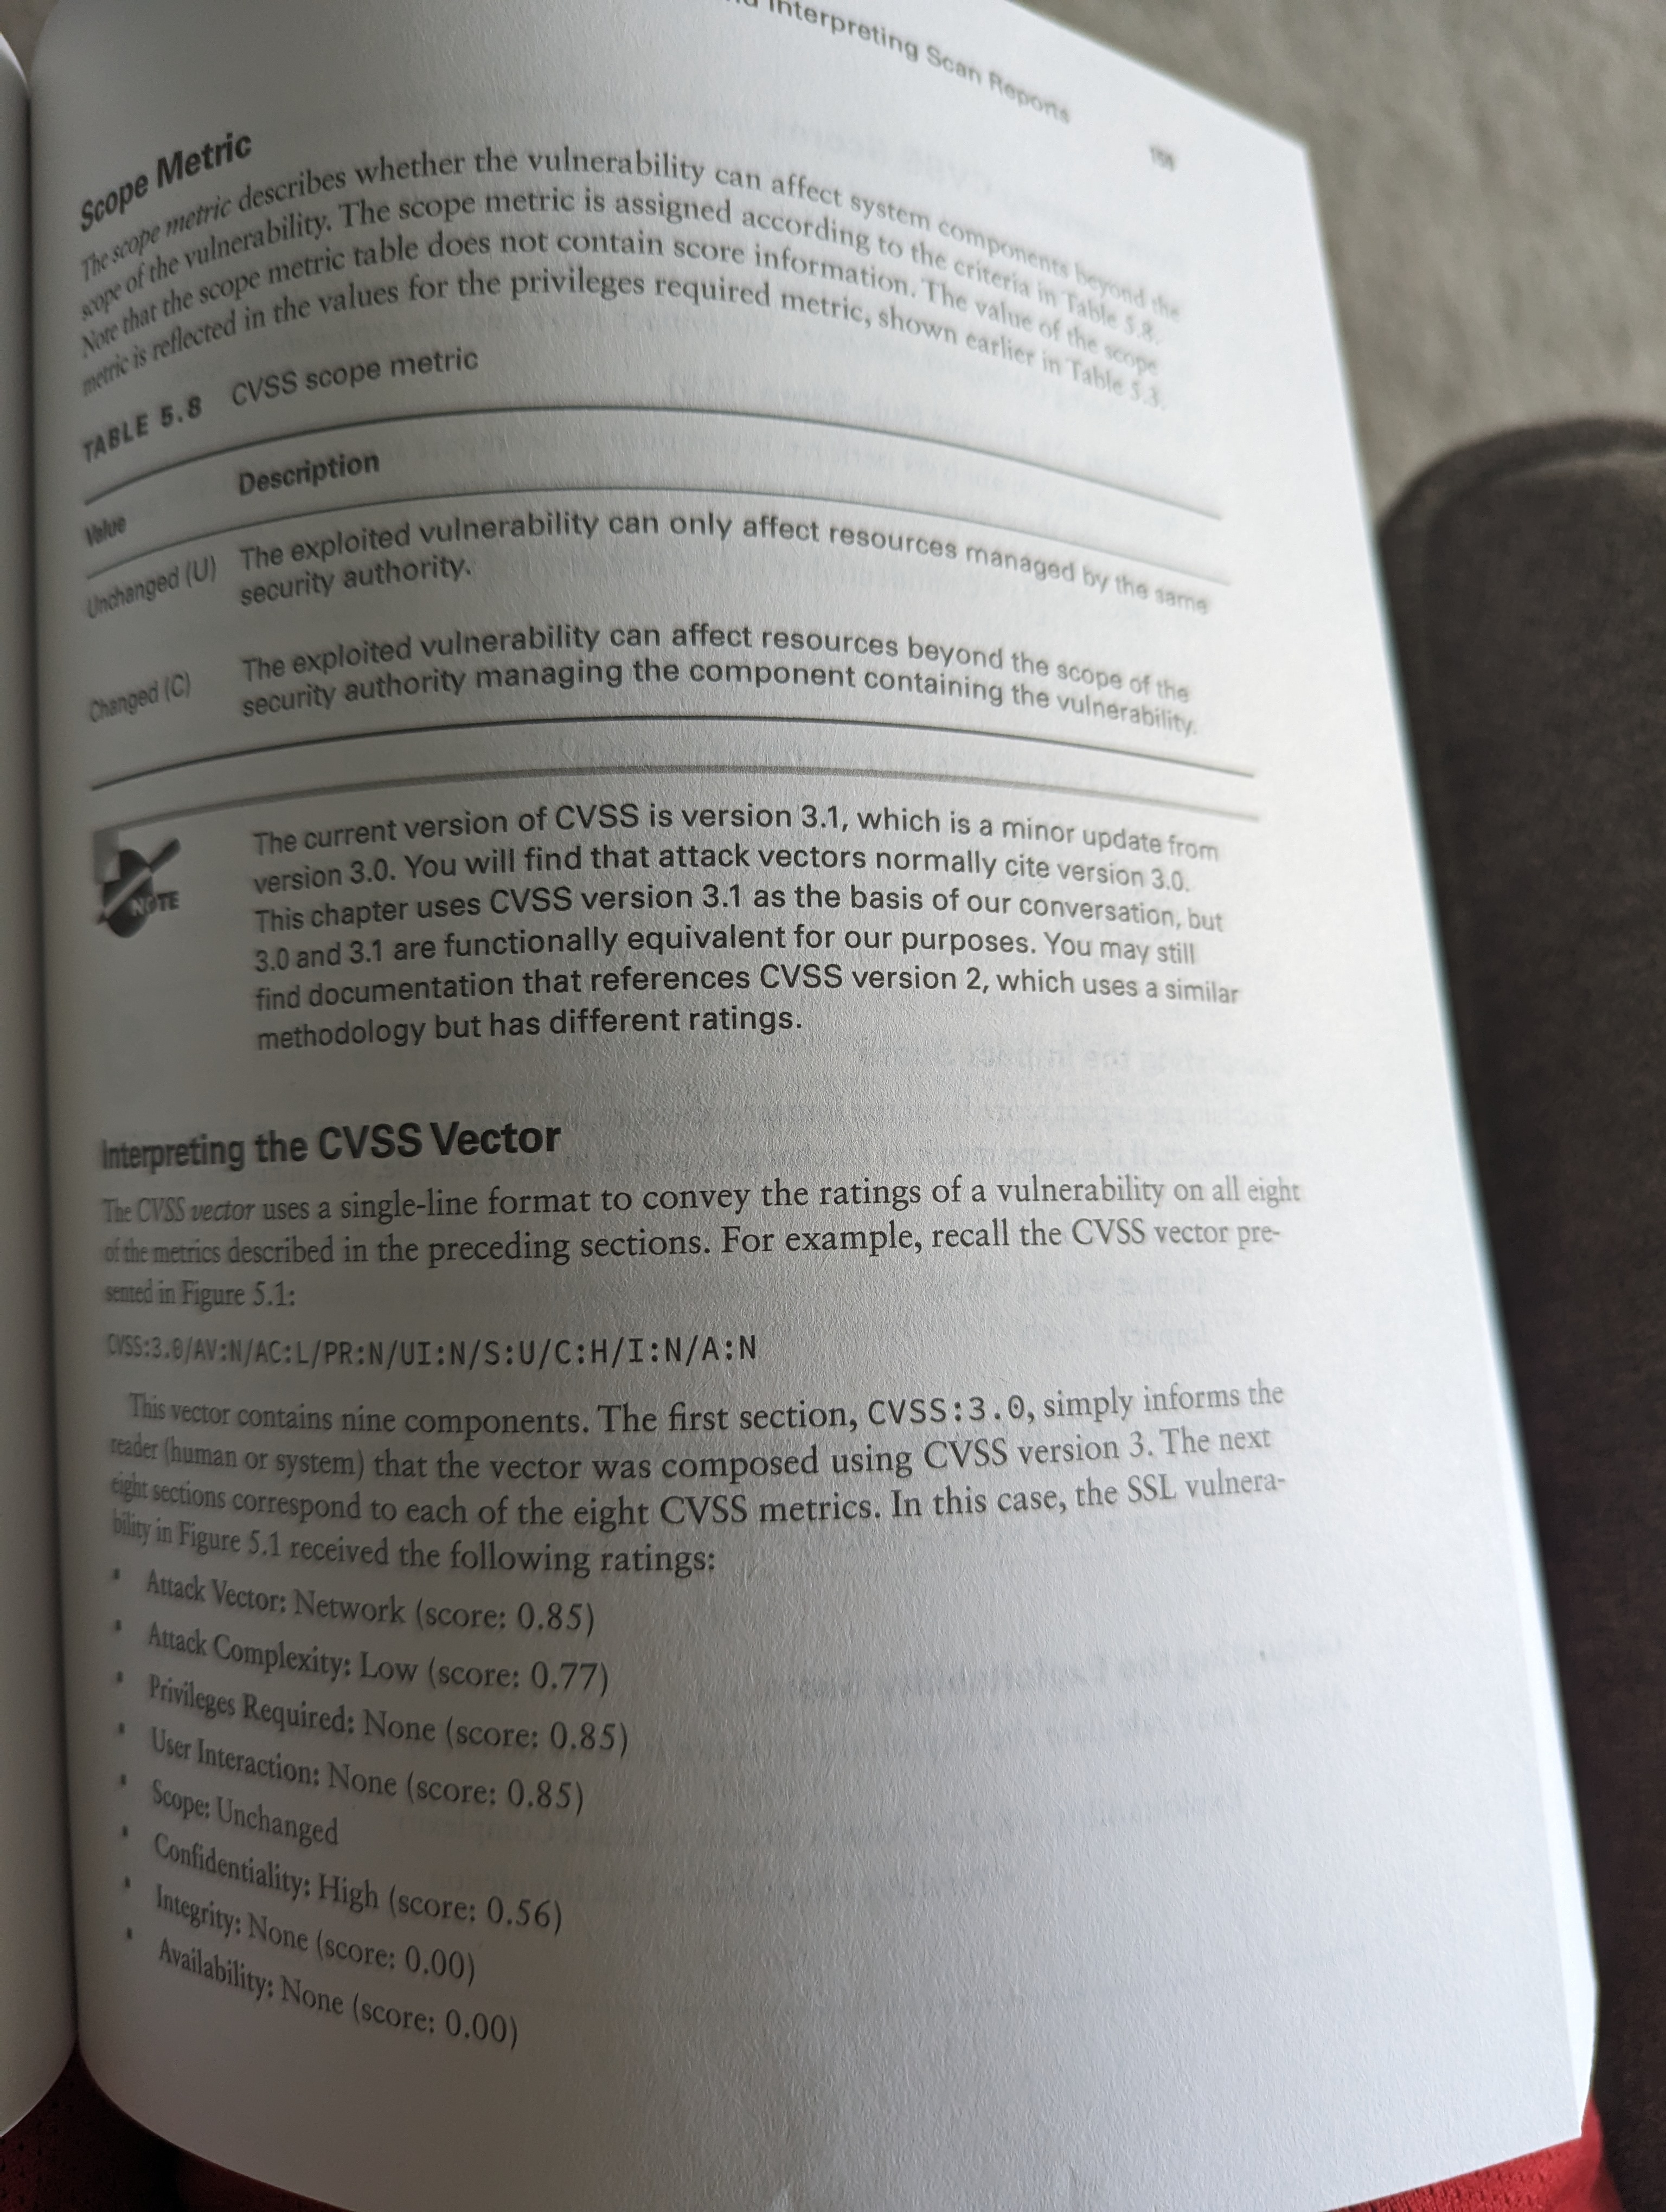 Interpreting Scan Reports
Scope Metric
The scope metric describes whether the vulnerability can affect system components beyond the
scope of the vulnerability. The scope metric is assigned according to the criteria in Table 5.8.
Note that the scope metric table does not contain score information. The value of the scope
metric is reflected in the values for the privileges required metric, shown earlier in Table 5.3.
TABLE 5.8 CVSS scope metric
Value Description
Unchanged (U) The exploited vulnerability can only affect resources managed by the same
security authority.
Changed (C) The exploited vulnerability can affect resources beyond the scope of the
security authority managing the component containing the vulnerability.
NOTE
The current version of CVSS is version 3.1, which is a minor update from
version 3.0. You will find that attack vectors normally cite version 3.0.
This chapter uses CVSS version 3.1 as the basis of our conversation, but
3.0 and 3.1 are functionally equivalent for our purposes. You may still
find documentation that references CVSS version 2, which uses a similar
methodology but has different ratings.
Interpreting the CVSS Vector
The CVSS vector uses a single-line format to convey the ratings of a vulnerability on all eight
of the metrics described in the preceding sections. For example, recall the CVSS vector pre-
sented in Figure 5.1:
CVSS:3.0/AV:N/AC:L/PR:N/UI:N/S:U/C:H/I:N/A:N
This vector contains nine components. The first section, CVSS:3.0, simply informs the
reader (human or system) that the vector was composed using CVSS version 3. The next
eight sections correspond to each of the eight CVSS metrics. In this case, the SSL vulnera-
bility in Figure 5.1 received the following ratings:
▪ Attack Vector: Network (score: 0.85)
▪ Attack Complexity: Low (score: 0.77)
▪ Privileges Required: None (score: 0.85)
▪ User Interaction: None (score: 0.85)
▪ Scope: Unchanged
▪ Confidentiality: High (score: 0.56)
▪ Integrity: None (score: 0.00)
▪ Availability: None (score: 0.00)